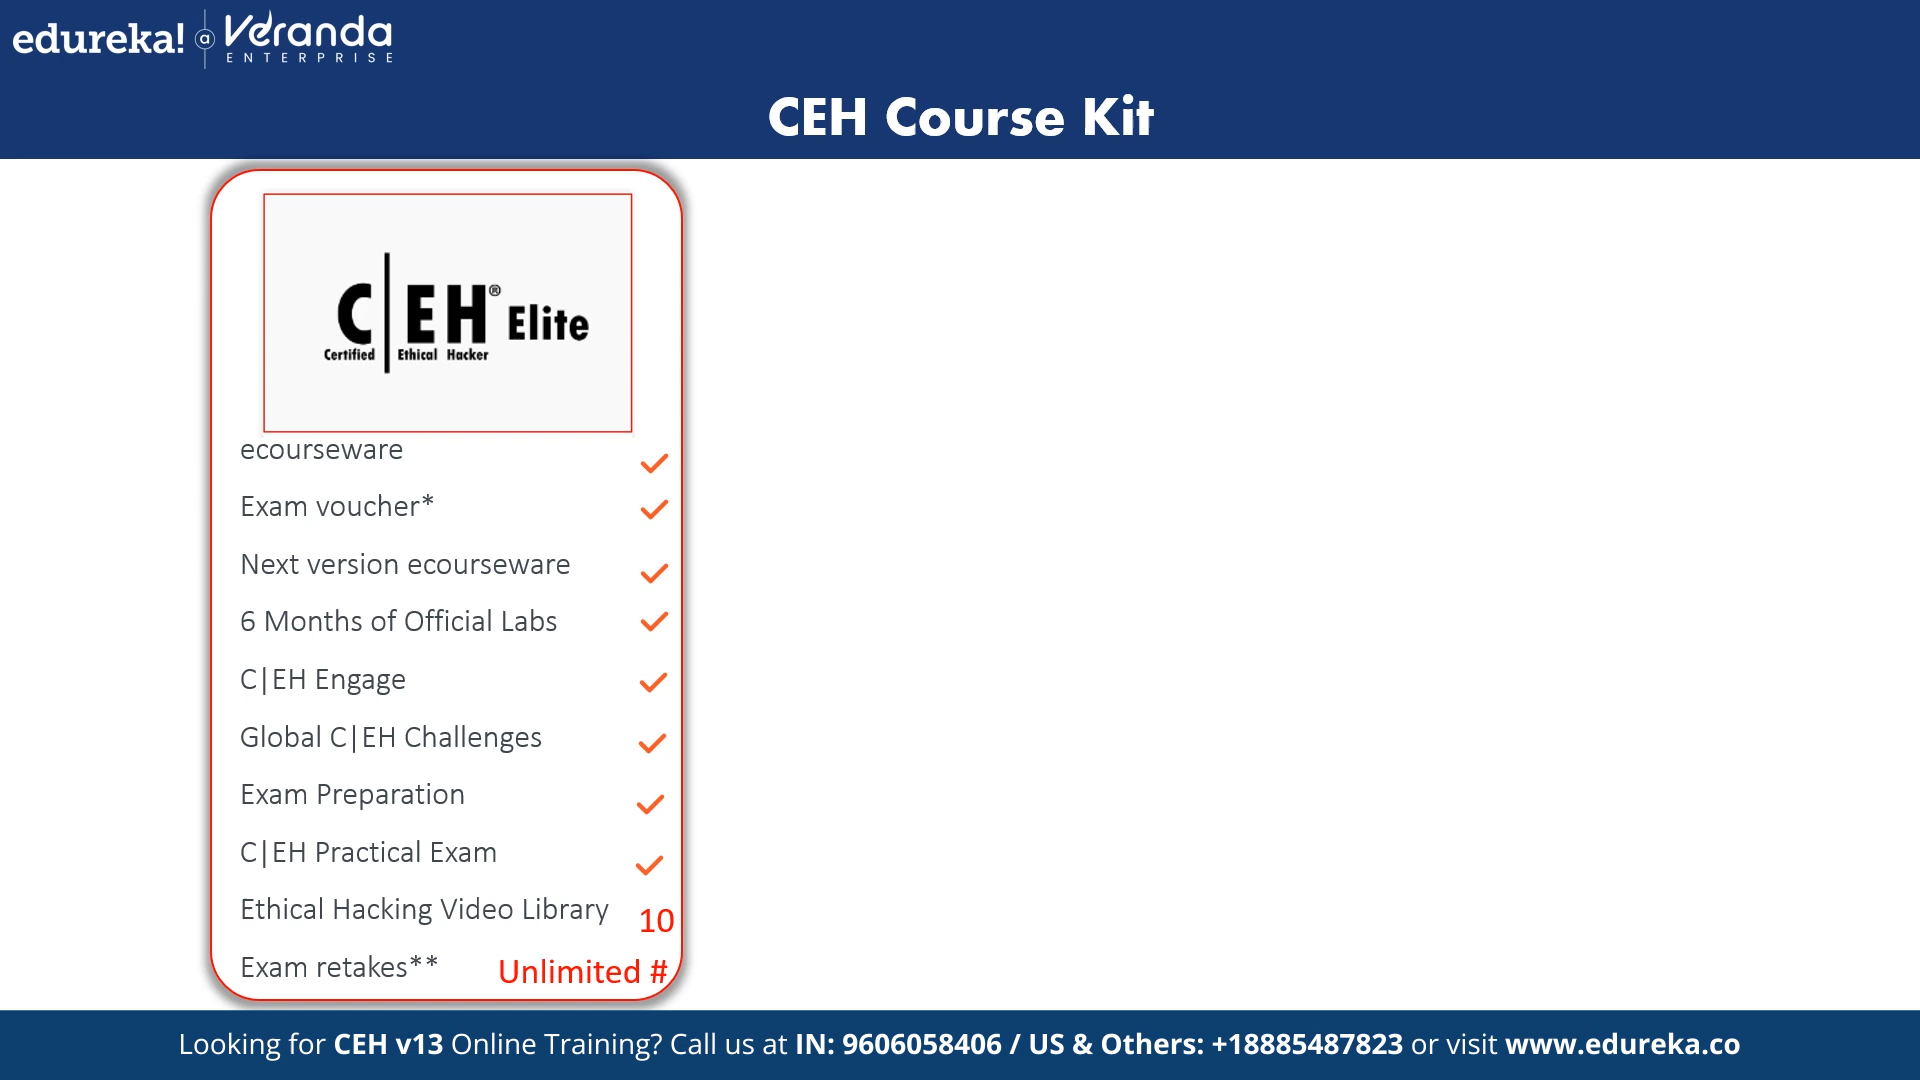 edureka! a Veranda
ENTERPRISE
CEH Course Kit
C|EH® Elite
Certified Ethical Hacker
ecourseware
Exam voucher*
Next version ecourseware
6 Months of Official Labs
C|EH Engage
Global C|EH Challenges
Exam Preparation
C|EH Practical Exam
Ethical Hacking Video Library 10
Exam retakes** Unlimited #
Looking for CEH v13 Online Training? Call us at IN: 9606058406 / US & Others: +18885487823 or visit www.edureka.co